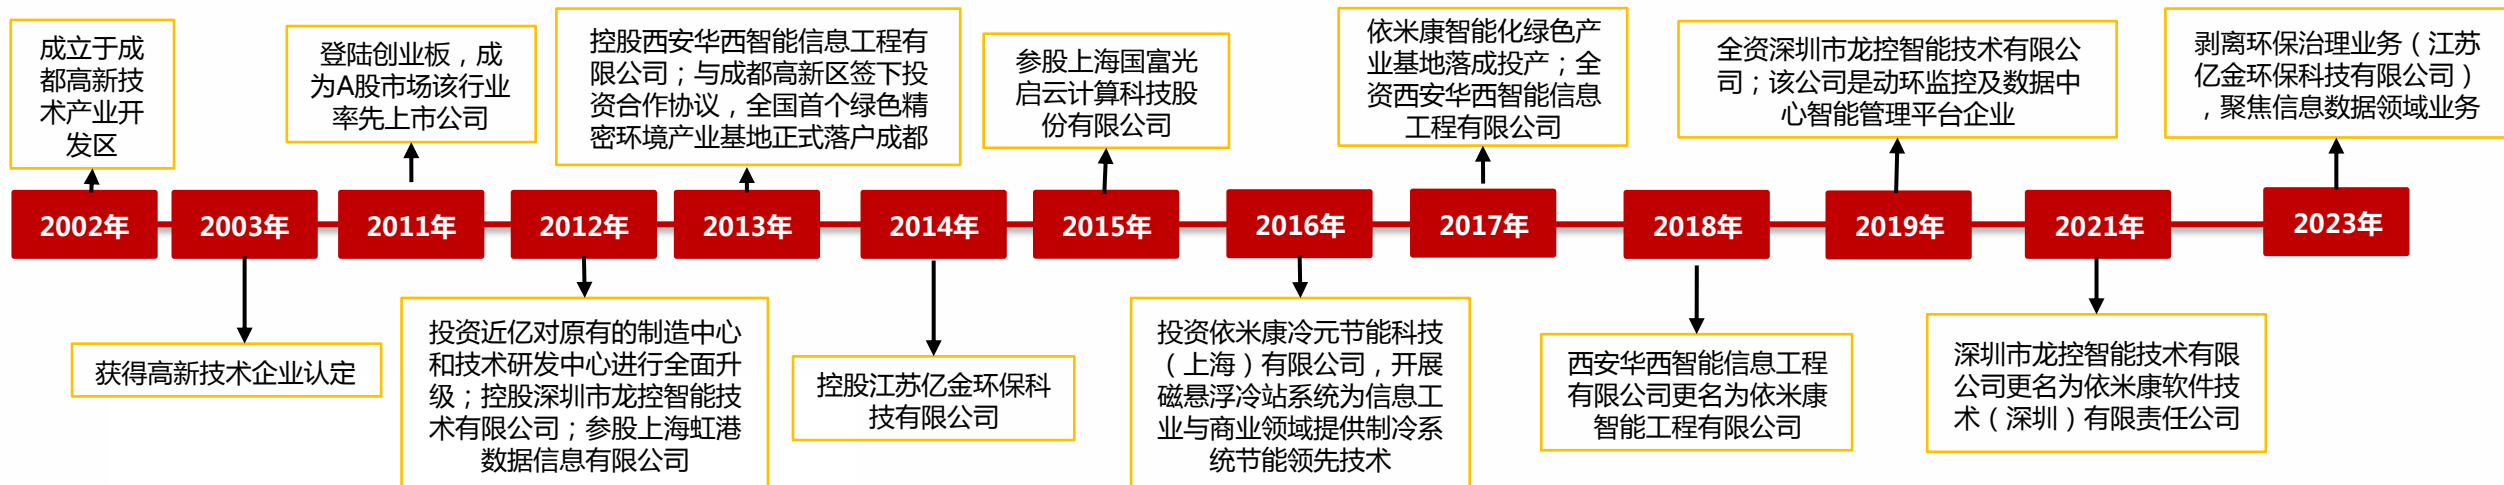 成立于成
都高新技
术产业开
发区
登陆创业板，成
为A股市场该行业
率先上市公司
控股西安华西智能信息工程有
限公司；与成都高新区签下投
资合作协议，全国首个绿色精
密环境产业基地正式落户成都
参股上海国富光
启云计算科技股
份有限公司
依米康智能化绿色产
业基地落成投产；全
资西安华西智能信息
工程有限公司
全资深圳市龙控智能技术有限公
司；该公司是动环监控及数据中
心智能管理平台企业
剥离环保治理业务（江苏
亿金环保科技有限公司）
，聚焦信息数据领域业务
2002年
2003年
2011年
2012年
2013年
2014年
2015年
2016年
2017年
2018年
2019年
2021年
2023年
获得高新技术企业认定
投资近亿对原有的制造中心
和技术研发中心进行全面升
级；控股深圳市龙控智能技
术有限公司；参股上海虹港
数据信息有限公司
控股江苏亿金环保科
技有限公司
投资依米康冷元节能科技
（上海）有限公司，开展
磁悬浮冷站系统为信息工
业与商业领域提供制冷系
统节能领先技术
西安华西智能信息工程
有限公司更名为依米康
智能工程有限公司
深圳市龙控智能技术有限
公司更名为依米康软件技
术（深圳）有限责任公司